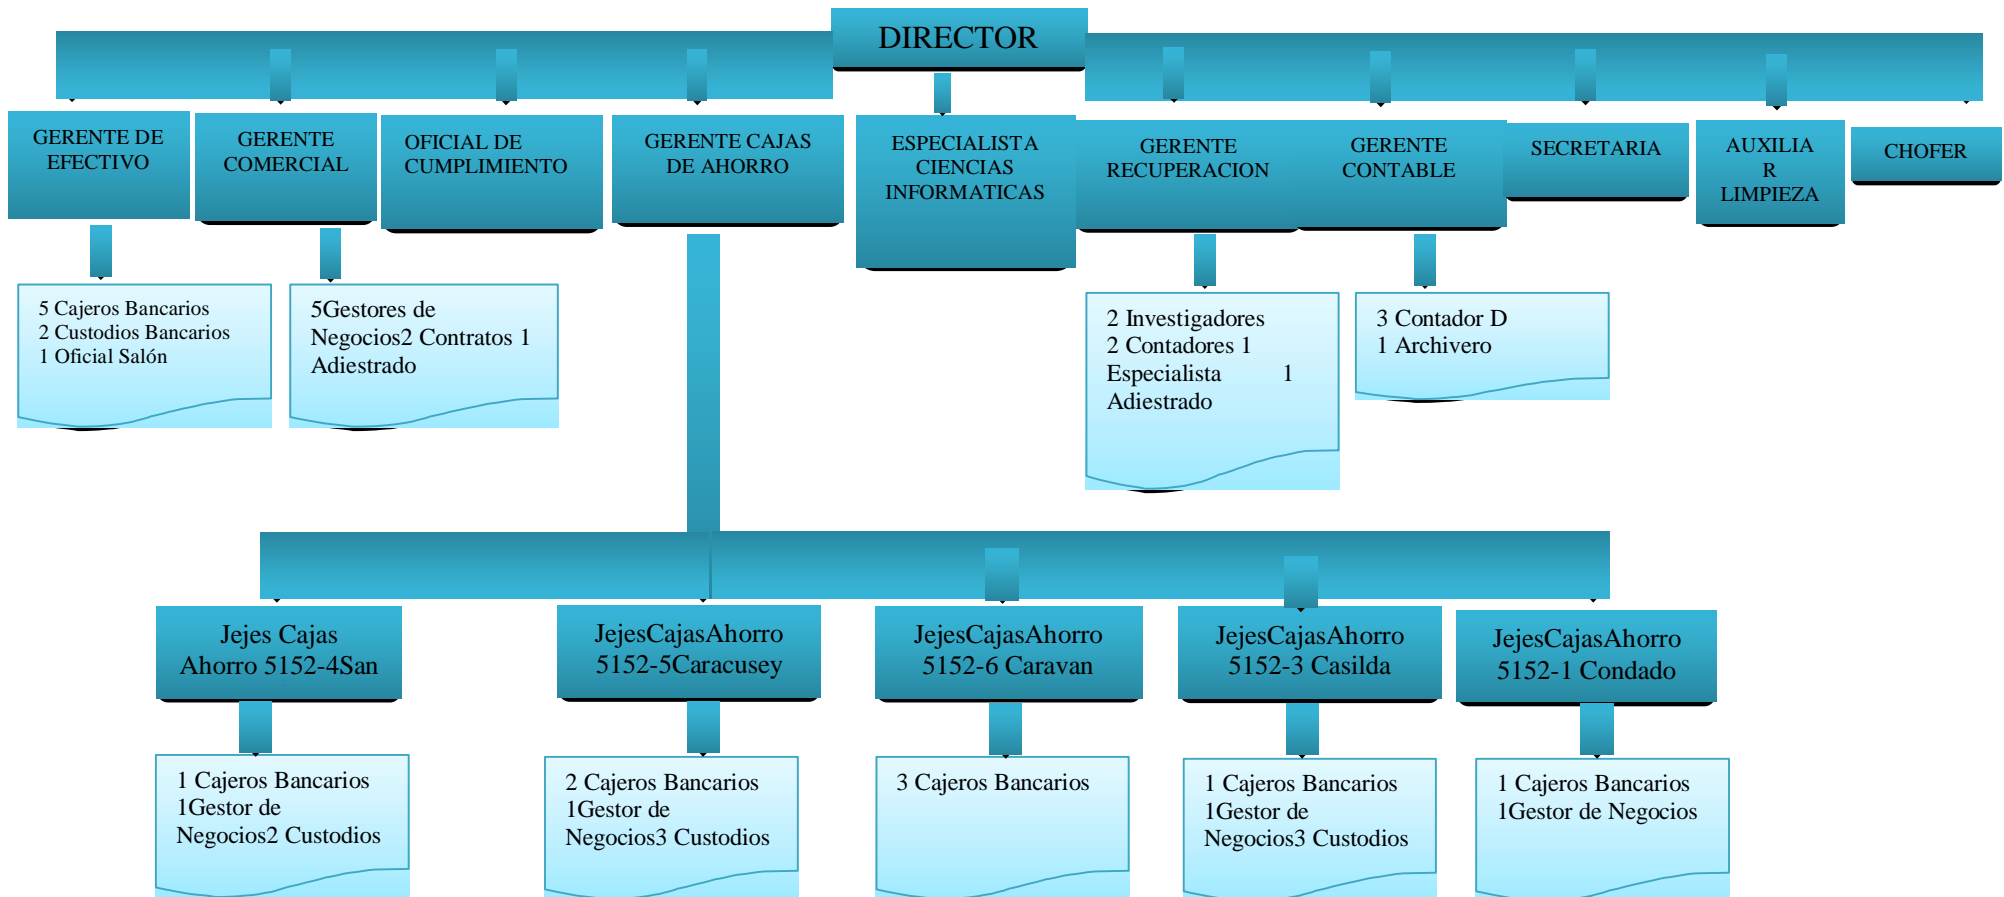 DIRECTOR
GERENTE DE
EFECTIVO
GERENTE
COMERCIAL
OFICIAL DE
CUMPLIMIENTO
GERENTE CAJAS
DE AHORRO
ESPECIALISTA
CIENCIAS
INFORMATICAS
GERENTE
RECUPERACION
GERENTE
CONTABLE
SECRETARIA
AUXILIA
R
LIMPIEZA
CHOFER
5 Cajeros Bancarios
2 Custodios Bancarios
1 Oficial Salón
5Gestores de
Negocios2 Contratos 1
Adiestrado
2 Investigadores
2 Contadores 1
Especialista 1
Adiestrado
3 Contador D
1 Archivero
Jejes Cajas
Ahorro 5152-4San
JejesCajasAhorro
5152-5Caracusey
JejesCajasAhorro
5152-6 Caravan
JejesCajasAhorro
5152-3 Casilda
JejesCajasAhorro
5152-1 Condado
1 Cajeros Bancarios
1Gestor de
Negocios2 Custodios
2 Cajeros Bancarios
1Gestor de
Negocios3 Custodios
3 Cajeros Bancarios
1 Cajeros Bancarios
1Gestor de
Negocios3 Custodios
1 Cajeros Bancarios
1Gestor de Negocios